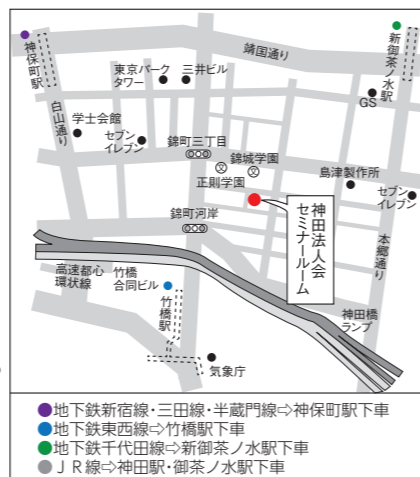 神保町駅
靖国通り
新御茶ノ水駅
東京パーク
タワー
三井ビル
白山通り
学士会館
セブン
イレブン
GS
錦町三丁目
錦城学園
正則学園
島津製作所
セブン
イレブン
錦町河岸
神田法人会
セミナールーム
本郷通り
高速都心
環状線
竹橋
合同ビル
竹橋駅
神田橋
ランプ
気象庁
●地下鉄新宿線・三田線・半蔵門線⇨神保町駅下車
●地下鉄東西線⇨竹橋駅下車
●地下鉄千代田線⇨新御茶ノ水駅下車
●ＪＲ線⇨神田駅・御茶ノ水駅下車